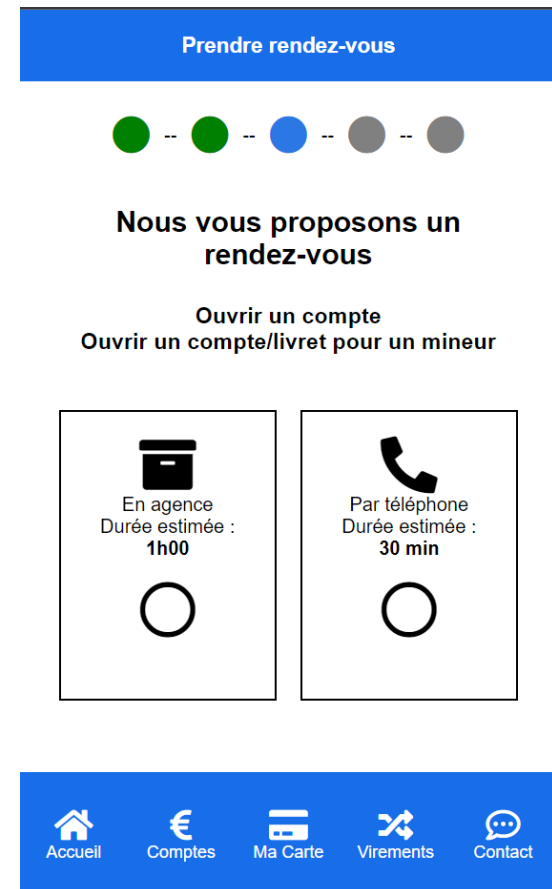 Prendre rendez-vous
-- -- -- --
Nous vous proposons un
rendez-vous
Ouvrir un compte
Ouvrir un compte/livret pour un mineur
En agence
Durée estimée :
1h00
Par téléphone
Durée estimée :
30 min
Accueil
Comptes
Ma Carte
Virements
Contact